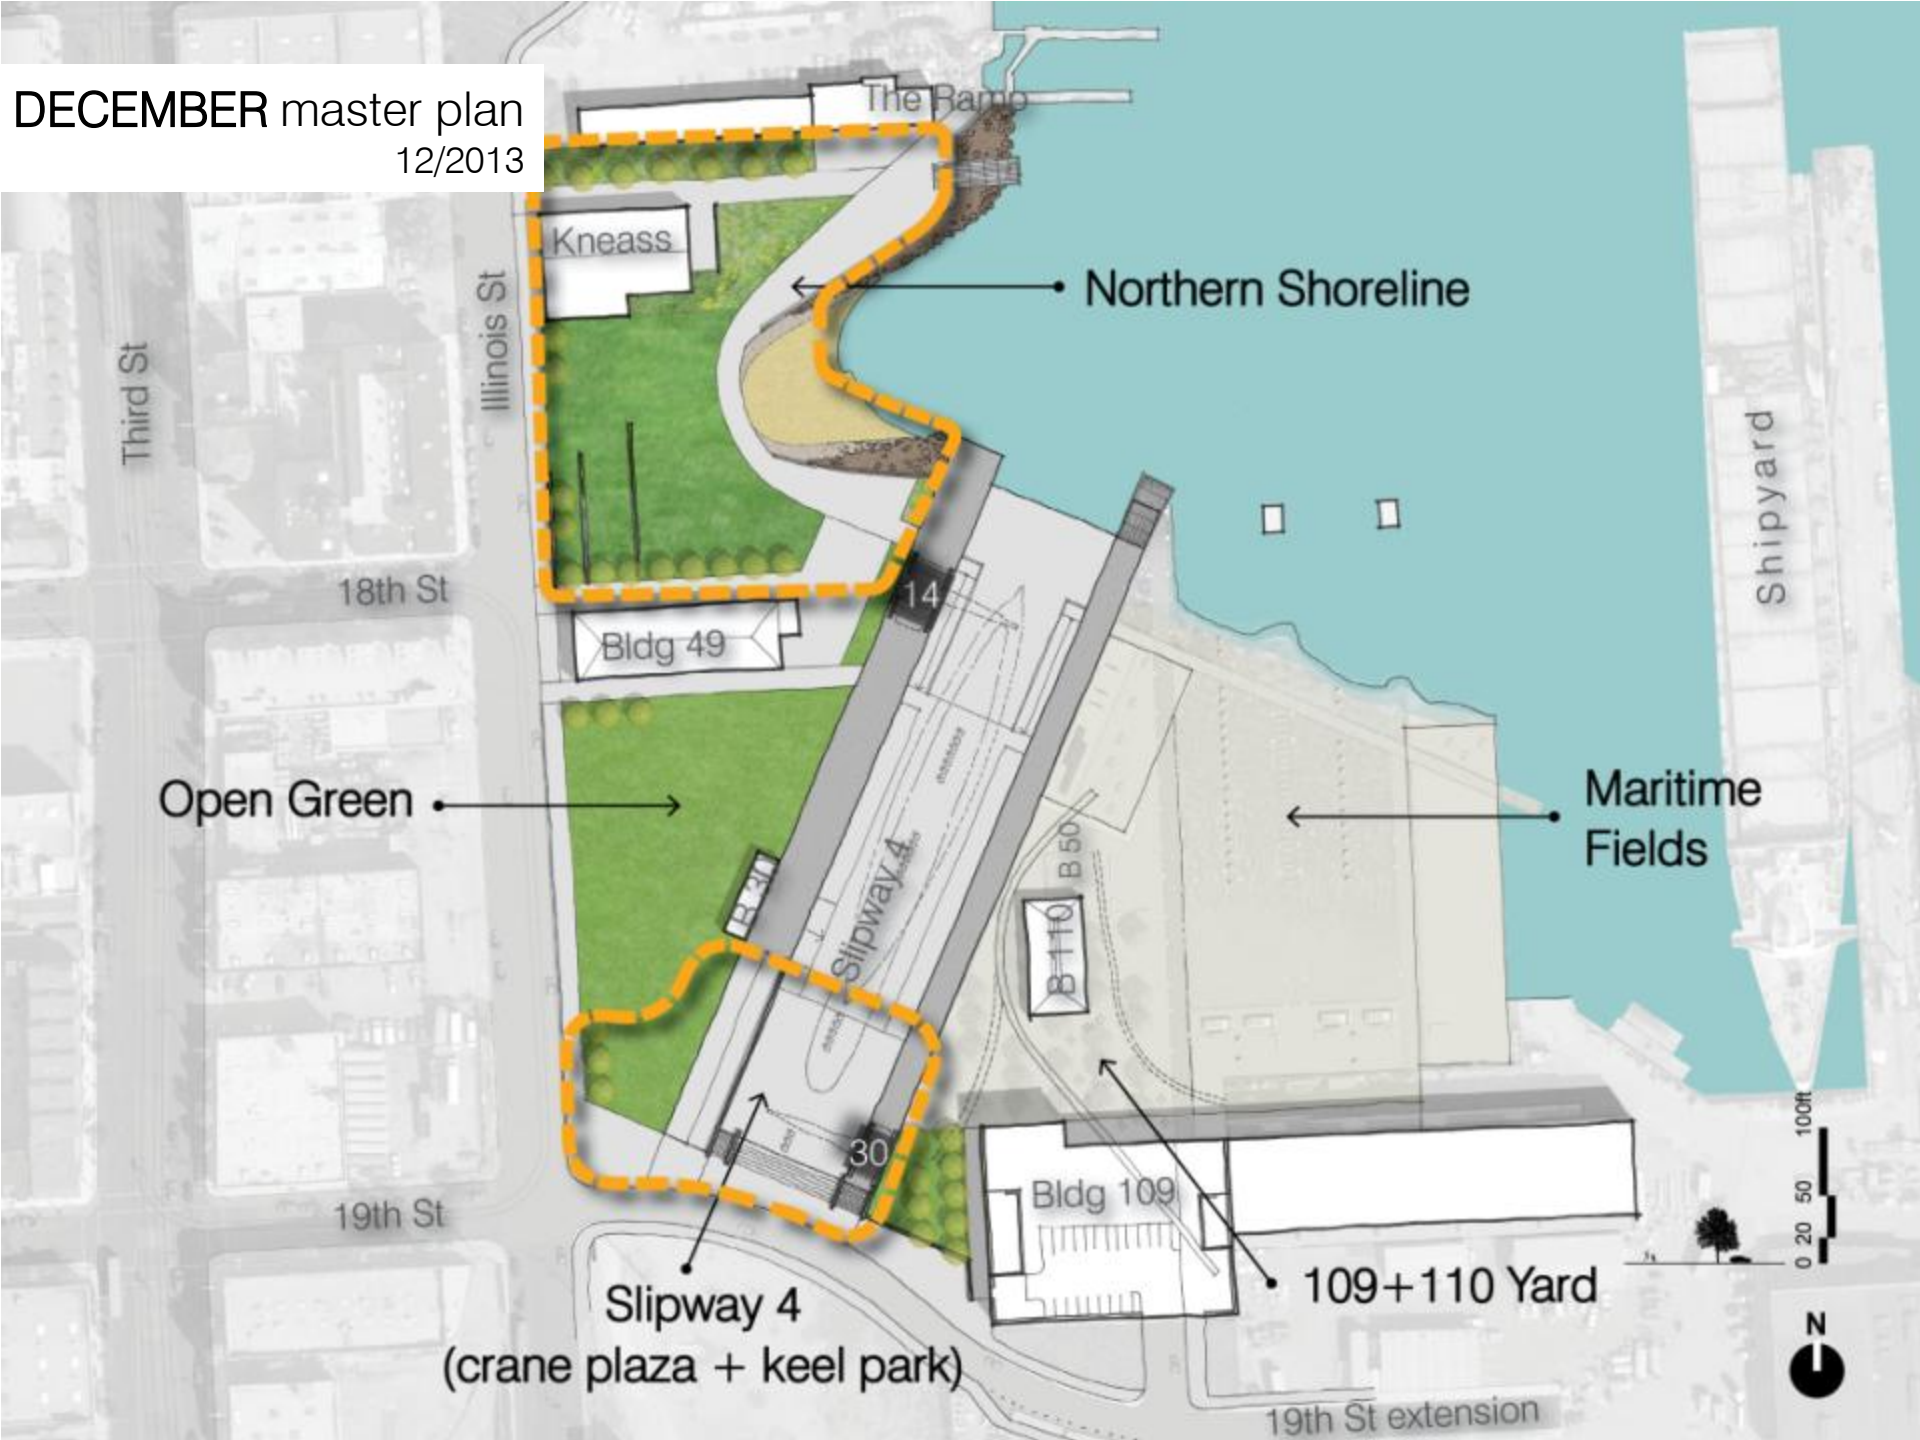 DECEMBER master plan
12/2013
The Ramp
Kneass
Northern Shoreline
Illinois St
Third St
Shipyard
18th St
14
Bldg 49
Open Green
Maritime
Fields
B 30
Slipway 4
B 50
B 110
30
Bldg 109
19th St
109+110 Yard
Slipway 4
(crane plaza + keel park)
19th St extension
0 20 50 100ft
N